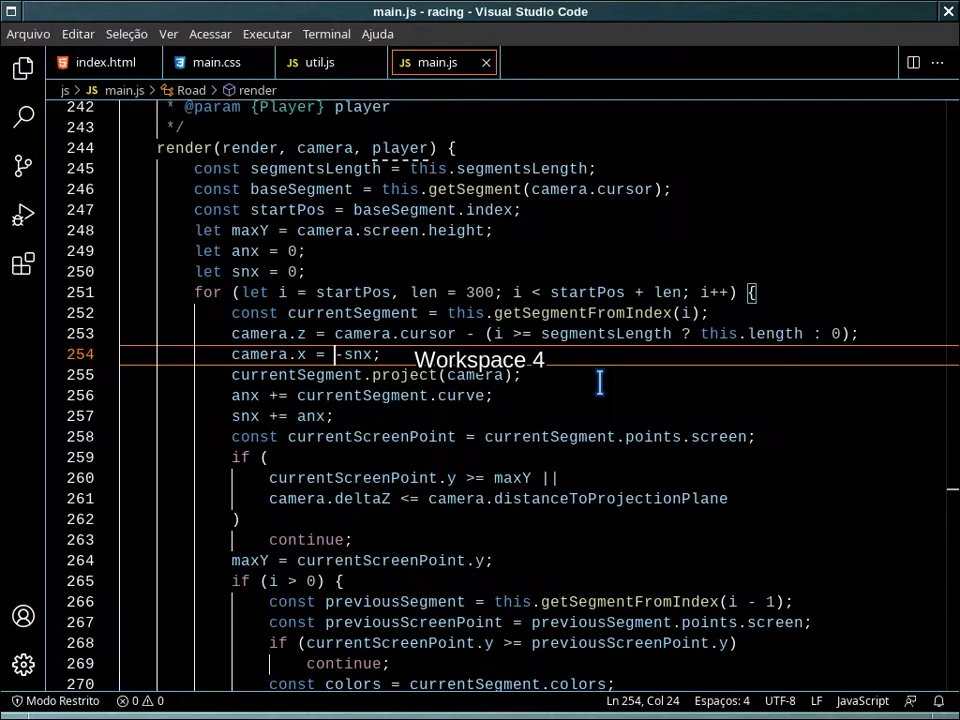 main.js - racing - Visual Studio Code
Arquivo Editar Seleção Ver Acessar Executar Terminal Ajuda
index.html main.css JS util.js JS main.js
js > JS main.js > Road > render
242 * @param {Player} player
243 */
244 render(render, camera, player) {
245 const segmentsLength = this.segmentsLength;
246 const baseSegment = this.getSegment(camera.cursor);
247 const startPos = baseSegment.index;
248 let maxY = camera.screen.height;
249 let anx = 0;
250 let snx = 0;
251 for (let i = startPos, len = 300; i < startPos + len; i++) {
252 const currentSegment = this.getSegmentFromIndex(i);
253 camera.z = camera.cursor - (i >= segmentsLength ? this.length : 0);
254 camera.x = -snx;
Workspace 4
255 currentSegment.project(camera);
256 anx += currentSegment.curve;
257 snx += anx;
258 const currentScreenPoint = currentSegment.points.screen;
259 if (
260 currentScreenPoint.y >= maxY ||
261 camera.deltaZ <= camera.distanceToProjectionPlane
262 )
263 continue;
264 maxY = currentScreenPoint.y;
265 if (i > 0) {
266 const previousSegment = this.getSegmentFromIndex(i - 1);
267 const previousScreenPoint = previousSegment.points.screen;
268 if (currentScreenPoint.y >= previousScreenPoint.y)
269 continue;
270 const colors = currentSegment.colors;
Modo Restrito 0 0 Ln 254, Col 24 Espaços: 4 UTF-8 LF JavaScript